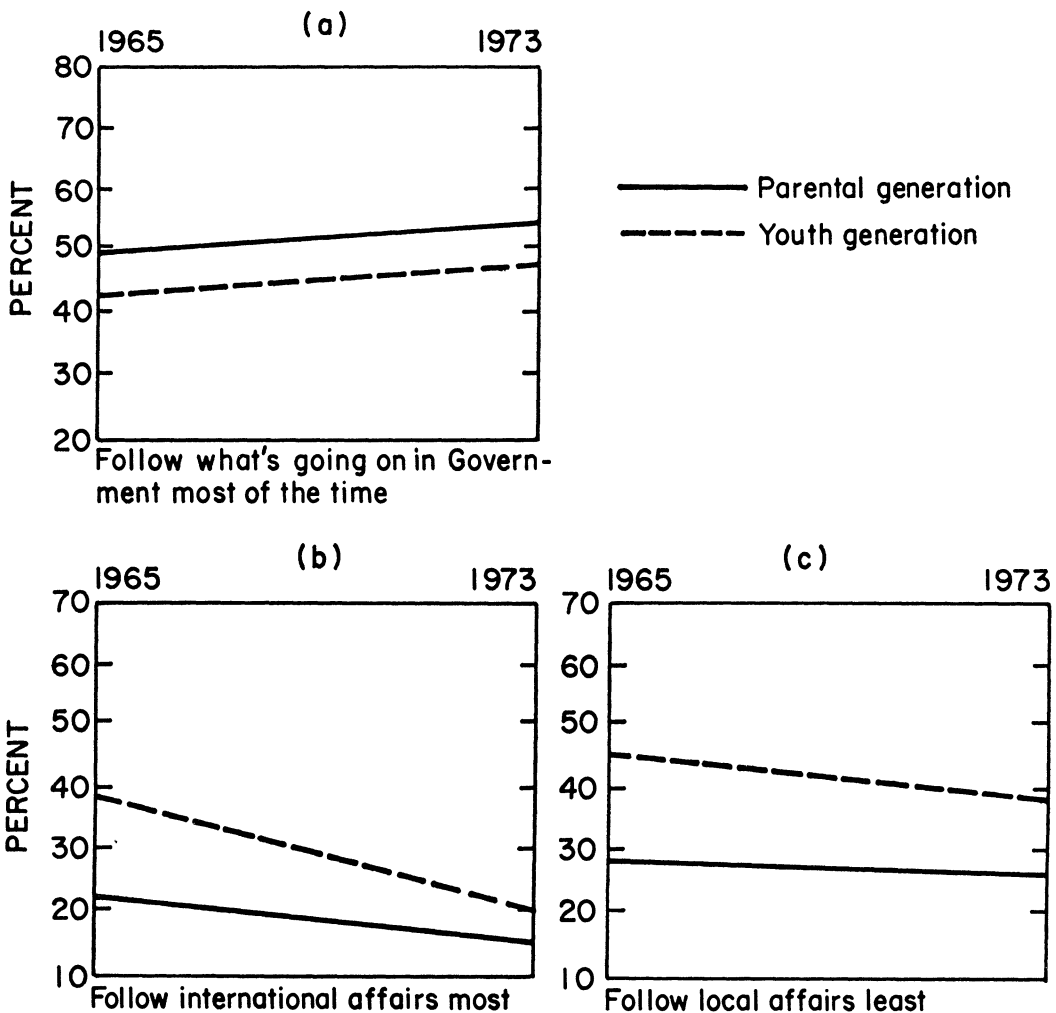 (a)
1965 1973
80
70
60
50
40
30
20
PERCENT
Follow what's going on in Govern-
ment most of the time
Parental generation
Youth generation
(b)
1965 1973
70
60
50
40
30
20
10
PERCENT
Follow international affairs most
(c)
1965 1973
70
60
50
40
30
20
10
Follow local affairs least